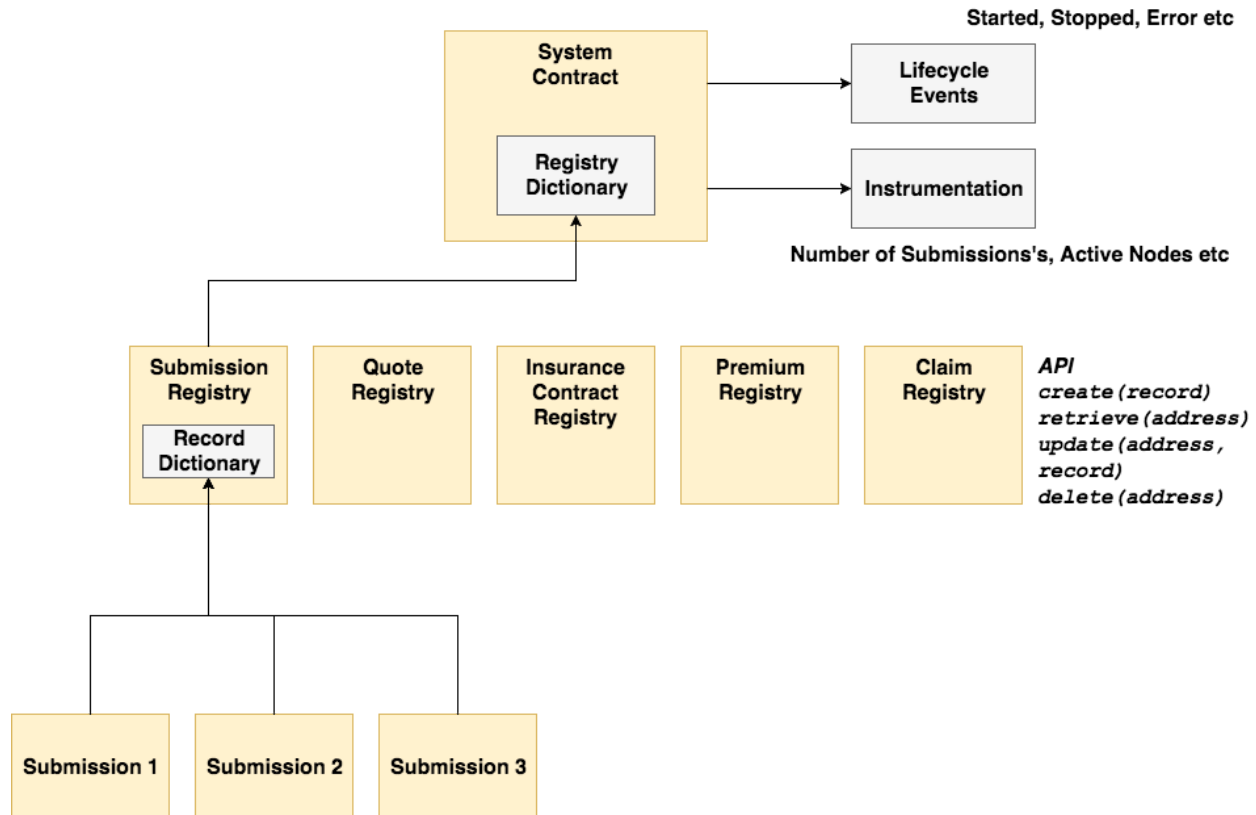 Started, Stopped, Error etc
System
Contract
Lifecycle
Events
Registry
Dictionary
Instrumentation
Number of Submissions's, Active Nodes etc
Submission
Registry
Record
Dictionary
Quote
Registry
Insurance
Contract
Registry
Premium
Registry
Claim
Registry
API
create(record)
retrieve(address)
update(address,
record)
delete(address)
Submission 1
Submission 2
Submission 3